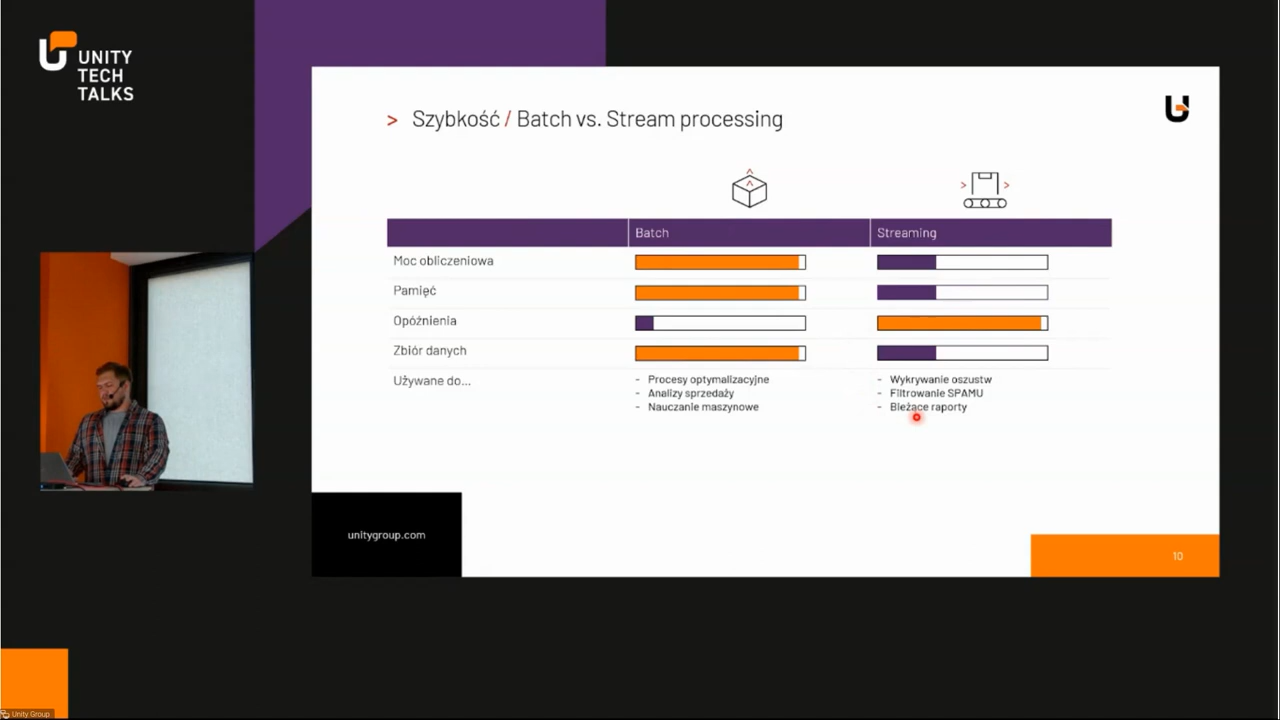 UNITY
TECH
TALKS
> Szybkość / Batch vs. Stream processing
Batch
Streaming
Moc obliczeniowa
Pamięć
Opóźnienia
Zbiór danych
Używane do...
- Procesy optymalizacyjne
- Analizy sprzedaży
- Nauczanie maszynowe
- Wykrywanie oszustw
- Filtrowanie SPAMU
- Bieżące raporty
unitygroup.com
10
Unity Group